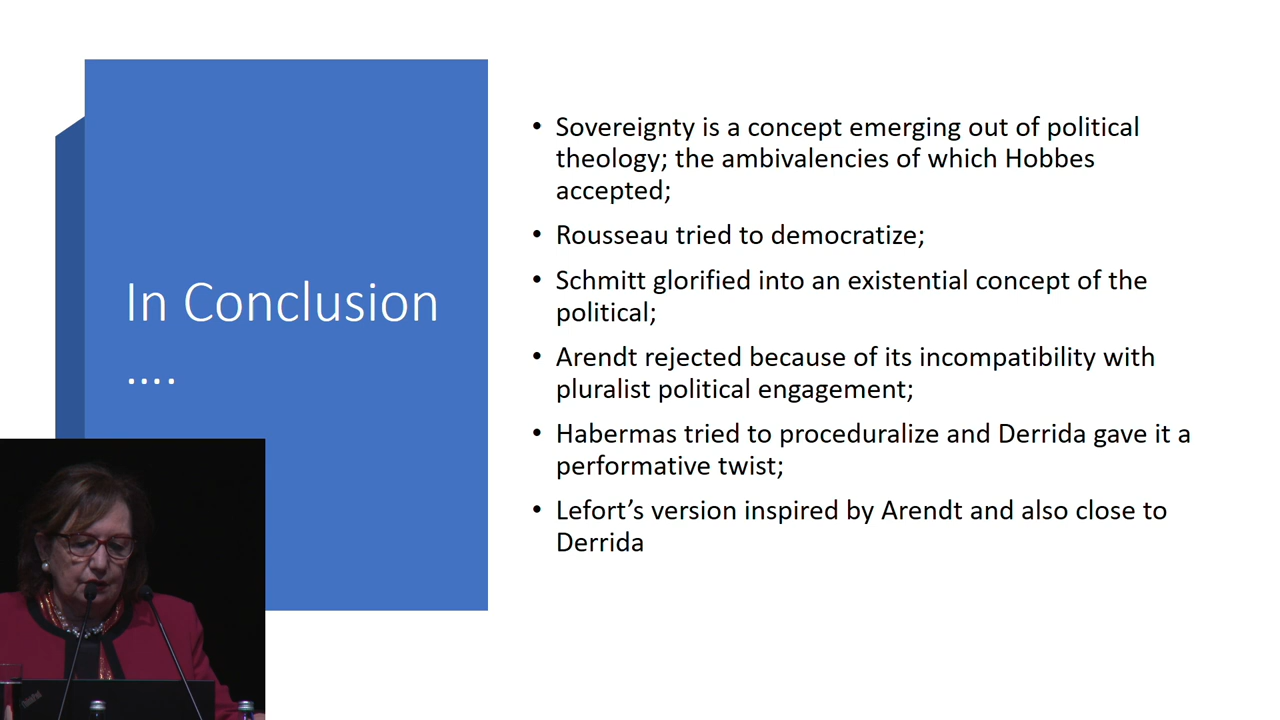 In Conclusion
....
• Sovereignty is a concept emerging out of political
theology; the ambivalencies of which Hobbes
accepted;
• Rousseau tried to democratize;
• Schmitt glorified into an existential concept of the
political;
• Arendt rejected because of its incompatibility with
pluralist political engagement;
• Habermas tried to proceduralize and Derrida gave it a
performative twist;
• Lefort’s version inspired by Arendt and also close to
Derrida
ThinkPad